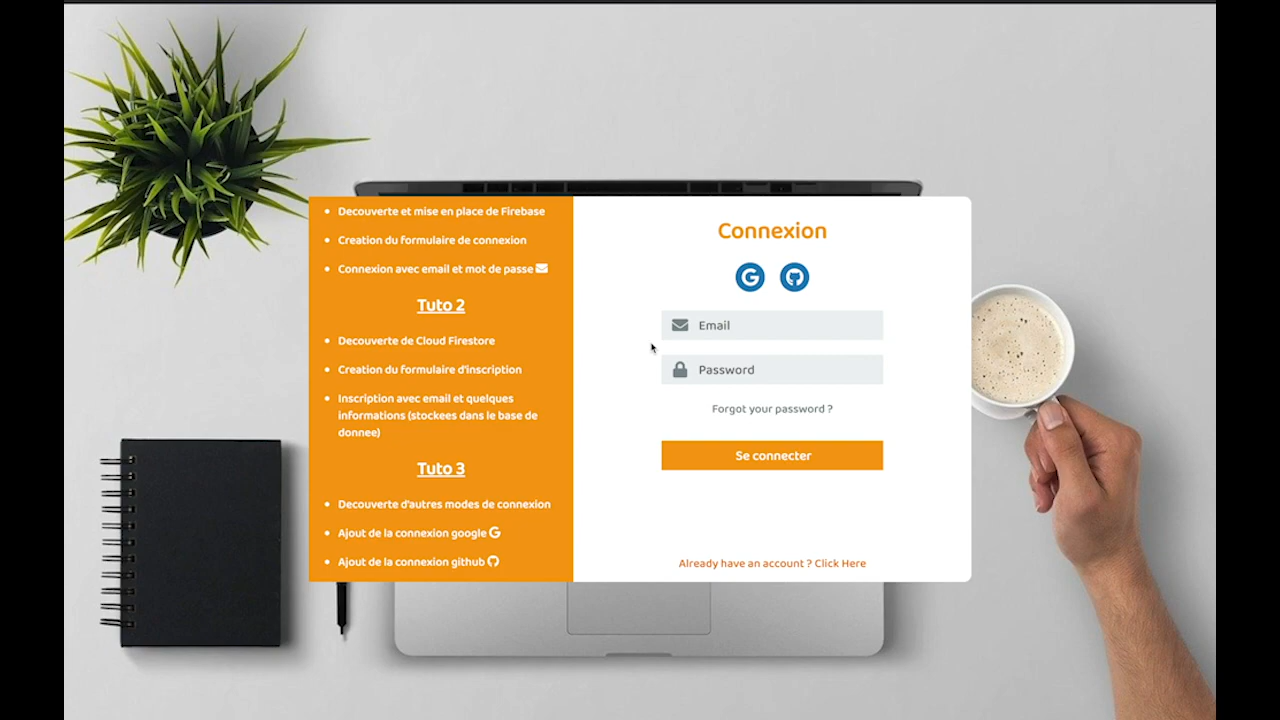 Decouverte et mise en place de Firebase
Creation du formulaire de connexion
Connexion avec email et mot de passe
Tuto 2
Decouverte de Cloud Firestore
Creation du formulaire d'inscription
Inscription avec email et quelques
informations (stockees dans le base de
donnee)
Tuto 3
Decouverte d'autres modes de connexion
Ajout de la connexion google
Ajout de la connexion github
Connexion
Email
Password
Forgot your password ?
Se connecter
Already have an account ? Click Here